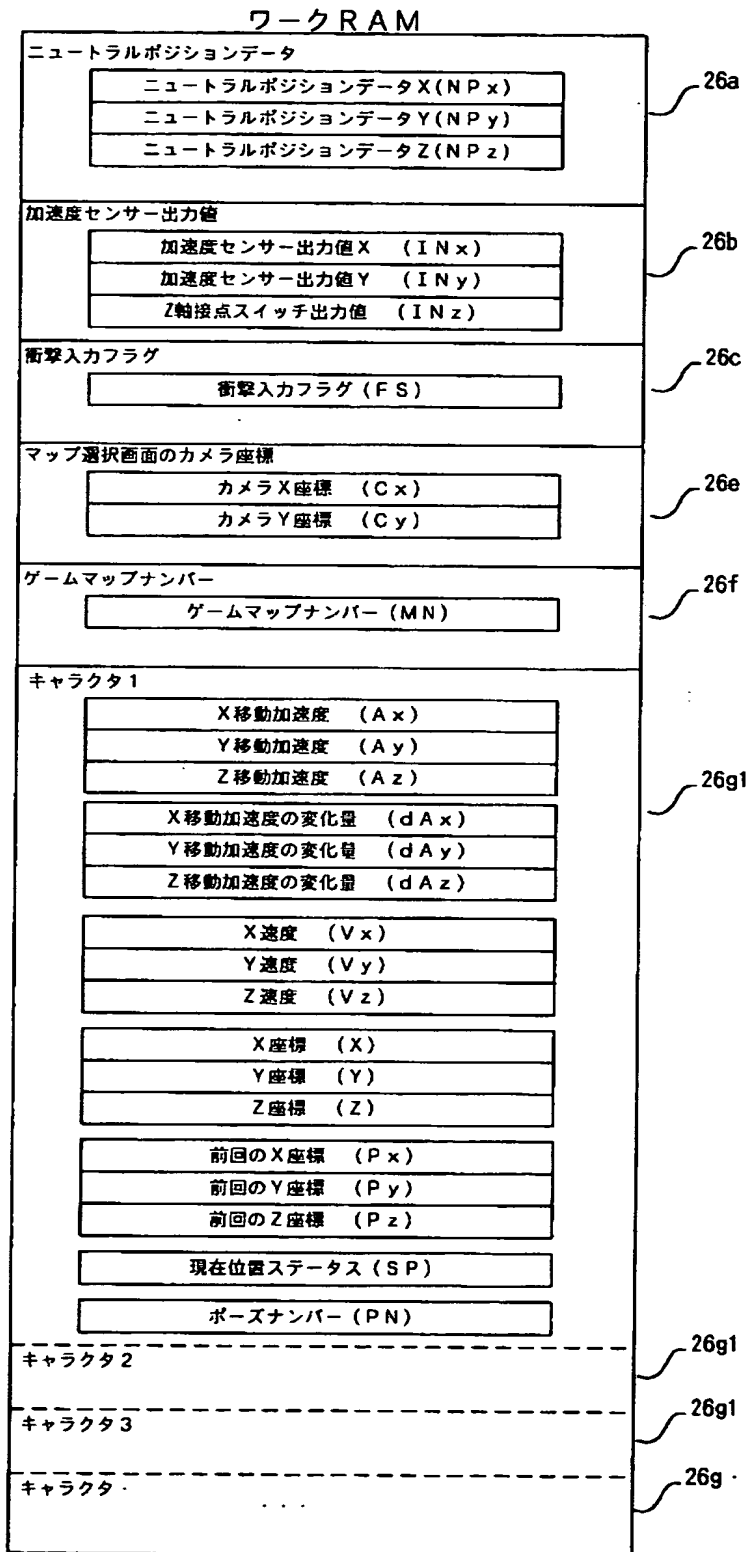 ワークRAM
ニュートラルポジションデータ
26a
ニュートラルポジションデータX(NPx)
ニュートラルポジションデータY(NPy)
ニュートラルポジションデータZ(NPz)
加速度センサー出力値
26b
加速度センサー出力値X (INx)
加速度センサー出力値Y (INy)
Z軸接点スイッチ出力値 (INz)
衝撃入力フラグ
26c
衝撃入力フラグ(FS)
マップ選択画面のカメラ座標
26e
カメラX座標 (Cx)
カメラY座標 (Cy)
ゲームマップナンバー
26f
ゲームマップナンバー(MN)
キャラクタ1
X移動加速度 (Ax)
Y移動加速度 (Ay)
Z移動加速度 (Az)
26g1
X移動加速度の変化量 (dAx)
Y移動加速度の変化量 (dAy)
Z移動加速度の変化量 (dAz)
X速度 (Vx)
Y速度 (Vy)
Z速度 (Vz)
X座標 (X)
Y座標 (Y)
Z座標 (Z)
前回のX座標 (Px)
前回のY座標 (Py)
前回のZ座標 (Pz)
現在位置ステータス(SP)
ポーズナンバー(PN)
キャラクタ2
26g1
キャラクタ3
26g1
キャラクタ・
26g・
・・・